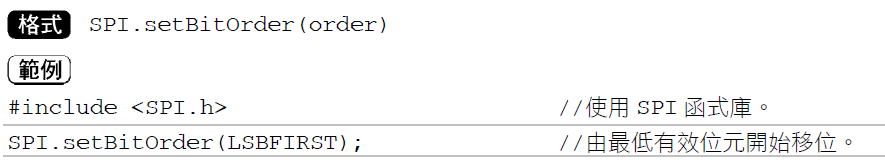 格式 SPI.setBitOrder(order)
範例
#include <SPI.h> //使用 SPI 函式庫。
SPI.setBitOrder(LSBFIRST); //由最低有效位元開始移位。